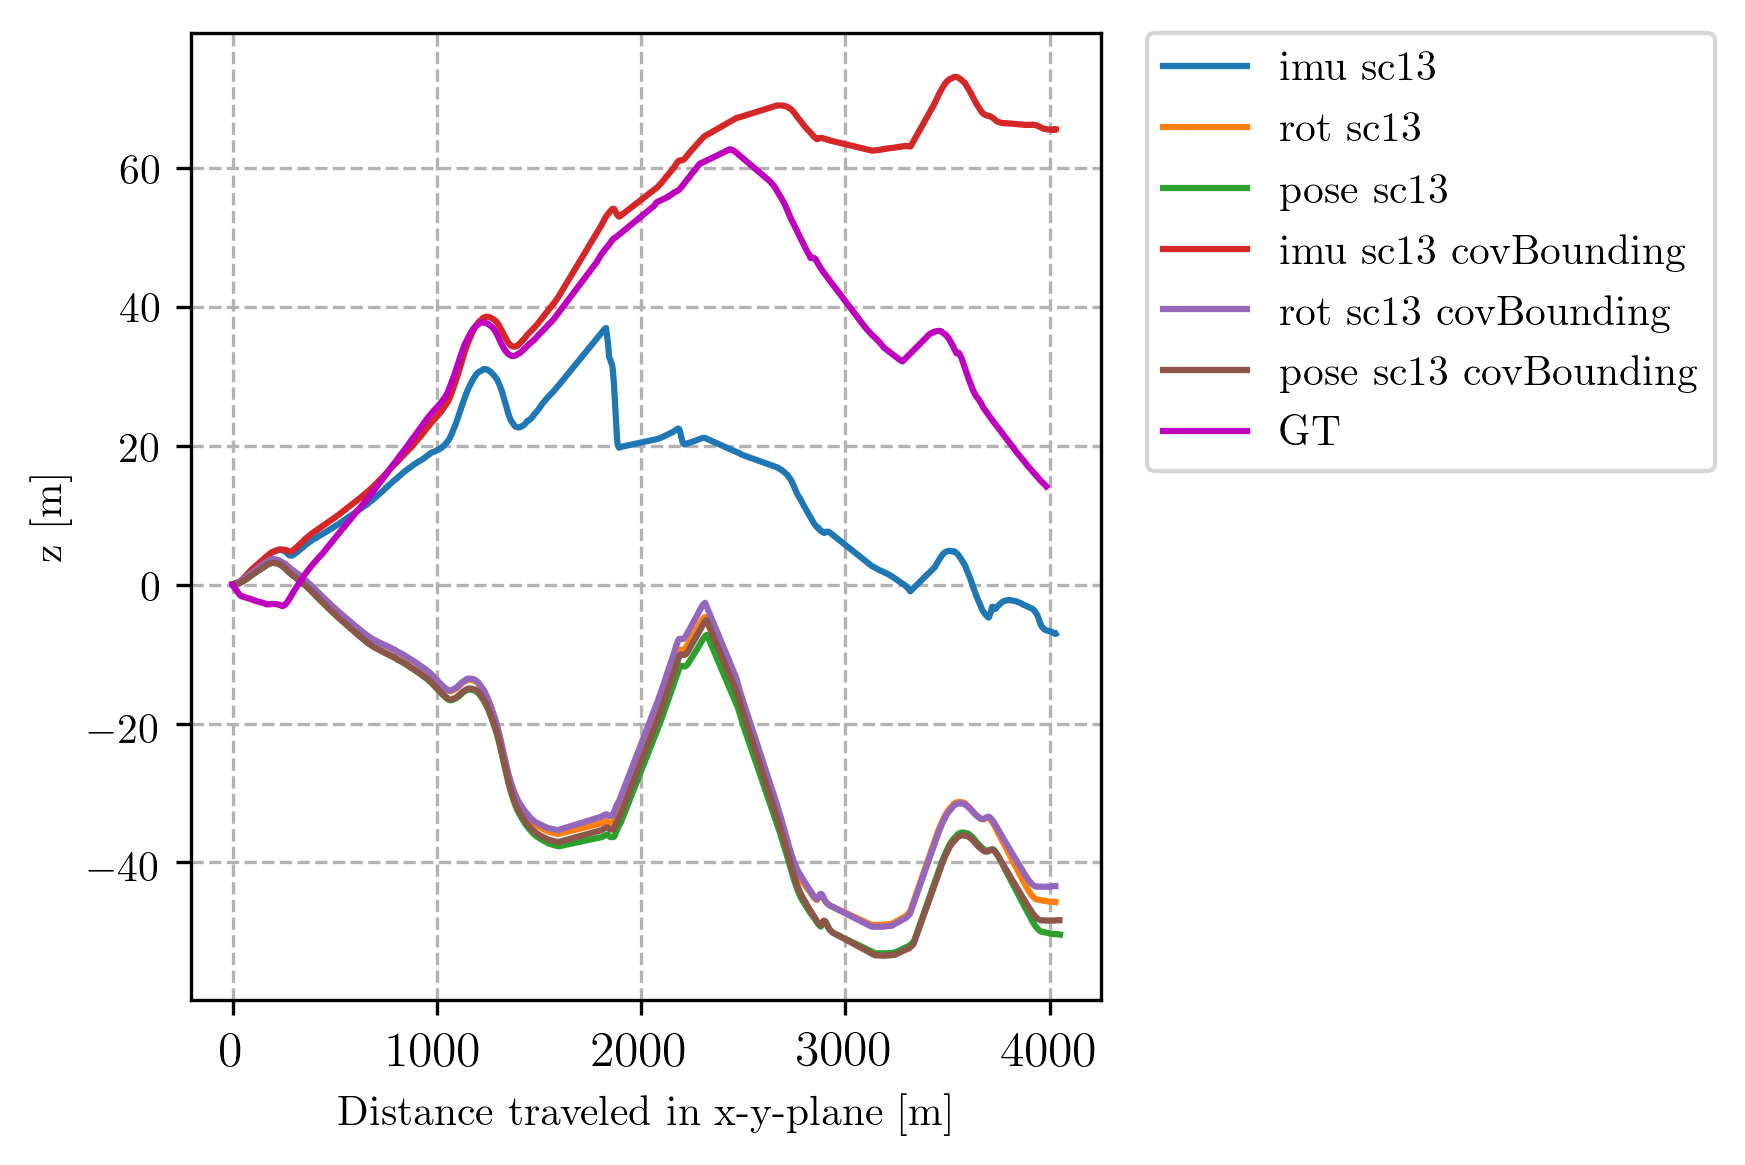 z [m]
60
40
20
0
−20
−40
0 1000 2000 3000 4000
Distance traveled in x-y-plane [m]
imu sc13
rot sc13
pose sc13
imu sc13 covBounding
rot sc13 covBounding
pose sc13 covBounding
GT